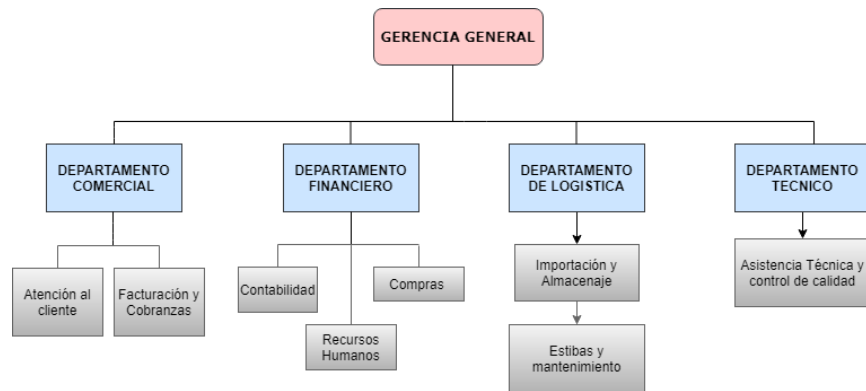 GERENCIA GENERAL
DEPARTAMENTO
COMERCIAL
DEPARTAMENTO
FINANCIERO
DEPARTAMENTO
DE LOGISTICA
DEPARTAMENTO
TECNICO
Atención al
cliente
Facturación y
Cobranzas
Contabilidad
Recursos
Humanos
Compras
Importación y
Almacenaje
Estibas y
mantenimiento
Asistencia Técnica y
control de calidad